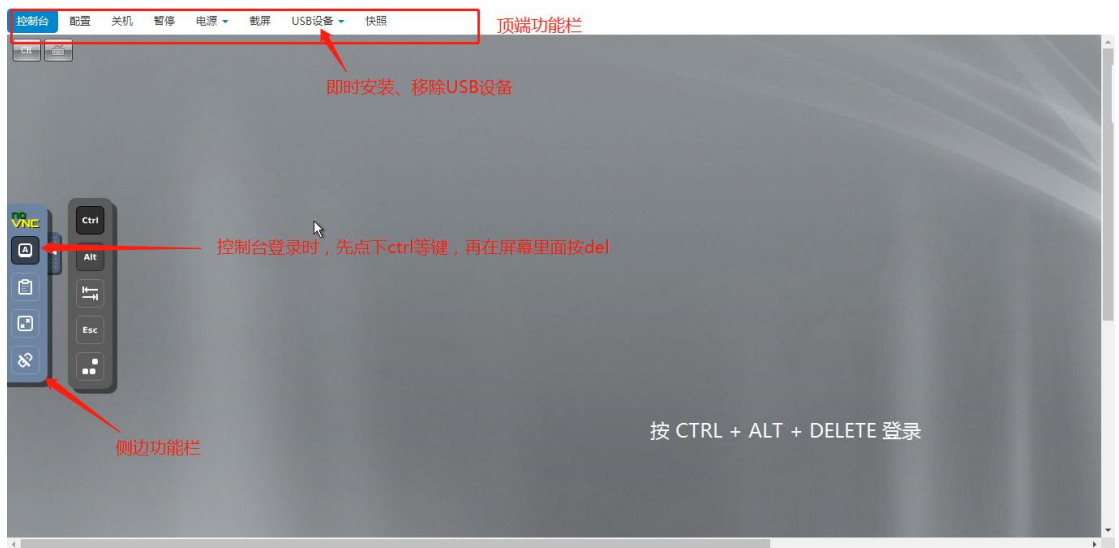 控制台 配置 关机 暂停 电源 截屏 USB设备 快照
顶端功能栏
CH
即时安装、移除USB设备
no
VNC
Ctrl
A
控制台登录时，先点下ctrl等键，再在屏幕里面按del
Alt
Esc
按 CTRL + ALT + DELETE 登录
侧边功能栏